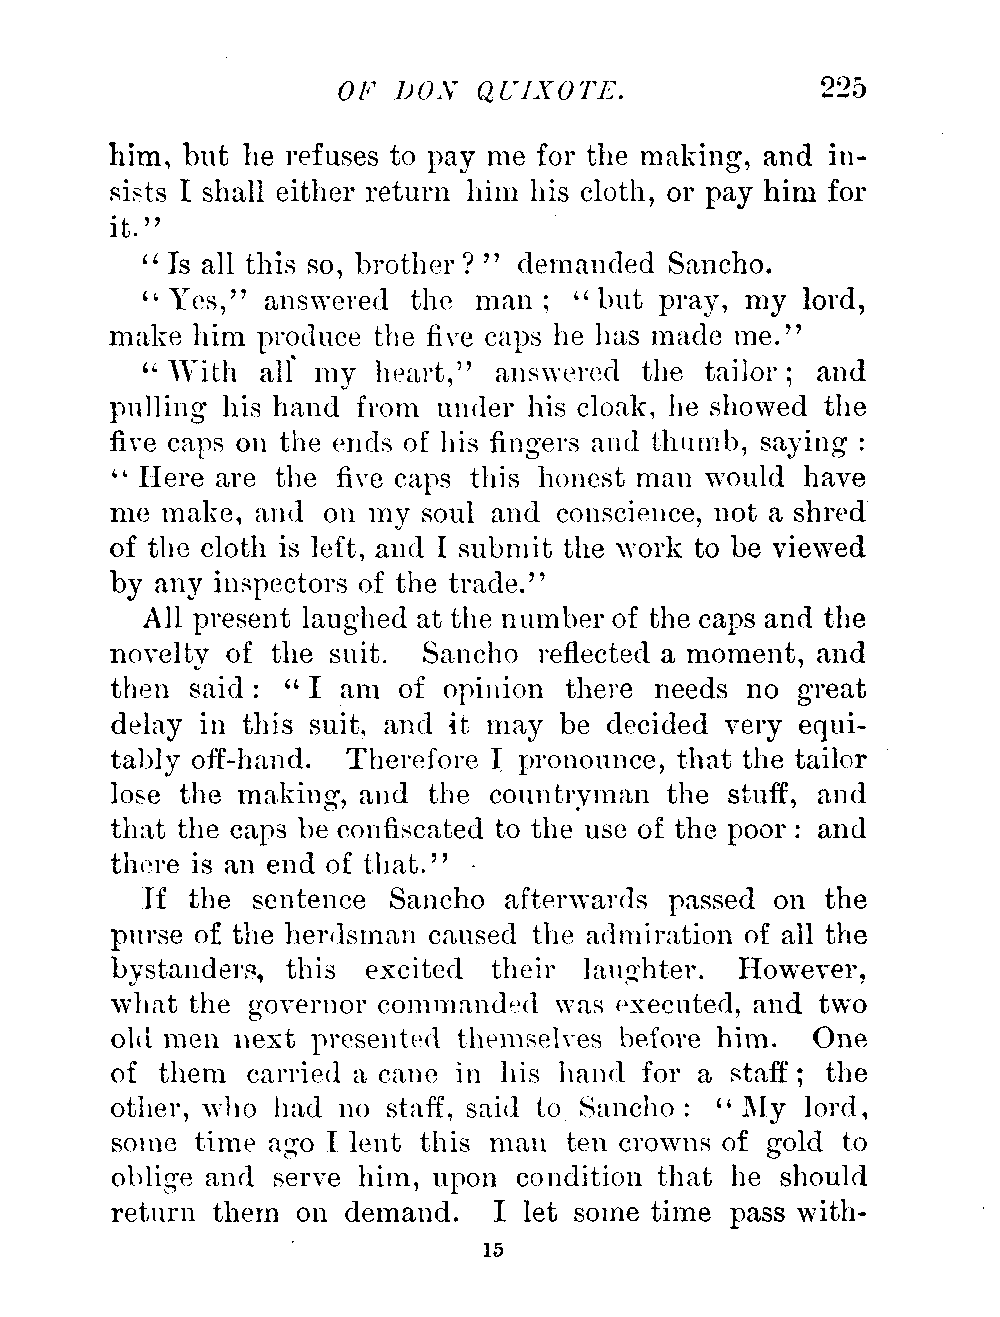 OF DON QUIXOTE. 225
him, but he refuses to pay me for the making, and in-
sists I shall either return him his cloth, or pay him for
it."
"Is all this so, brother?" demanded Sancho.
"Yes," answered the man; "but pray, my lord,
make him produce the five caps he has made me."
"With all my heart," answered the tailor; and
pulling his hand from under his cloak, he showed the
five caps on the ends of his fingers and thumb, saying:
"Here are the five caps this honest man would have
me make, and on my soul and conscience, not a shred
of the cloth is left, and I submit the work to be viewed
by any inspectors of the trade."
All present laughed at the number of the caps and the
novelty of the suit. Sancho reflected a moment, and
then said: "I am of opinion there needs no great
delay in this suit, and it may be decided very equi-
tably off-hand. Therefore I pronounce, that the tailor
lose the making, and the countryman the stuff, and
that the caps be confiscated to the use of the poor: and
there is an end of that."
If the sentence Sancho afterwards passed on the
purse of the herdsman caused the admiration of all the
bystanders, this excited their laughter. However,
what the governor commanded was executed, and two
old men next presented themselves before him. One
of them carried a cane in his hand for a staff; the
other, who had no staff, said to Sancho: "My lord,
some time ago I lent this man ten crowns of gold to
oblige and serve him, upon condition that he should
return them on demand. I let some time pass with-
15